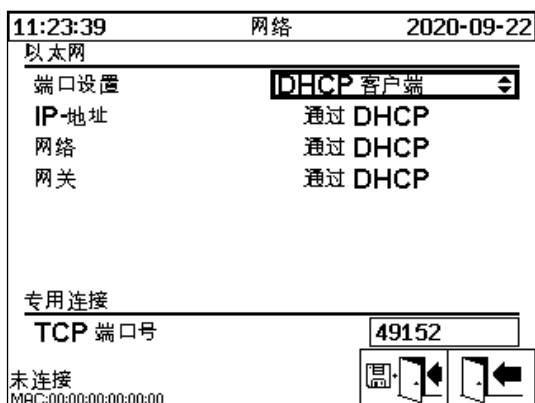 11:23:39 网络 2020-09-22
以太网
端口设置 DHCP 客户端
IP-地址 通过 DHCP
网络 通过 DHCP
网关 通过 DHCP
专用连接
TCP 端口号 49152
未连接
MAC:00:00:00:00:00:00